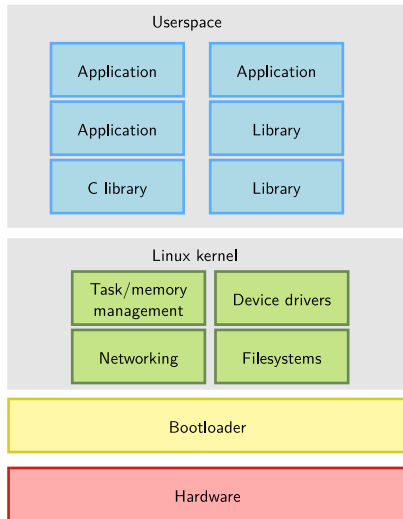 Userspace
Application
Application
Application
Library
C library
Library
Linux kernel
Task/memory
management
Device drivers
Networking
Filesystems
Bootloader
Hardware